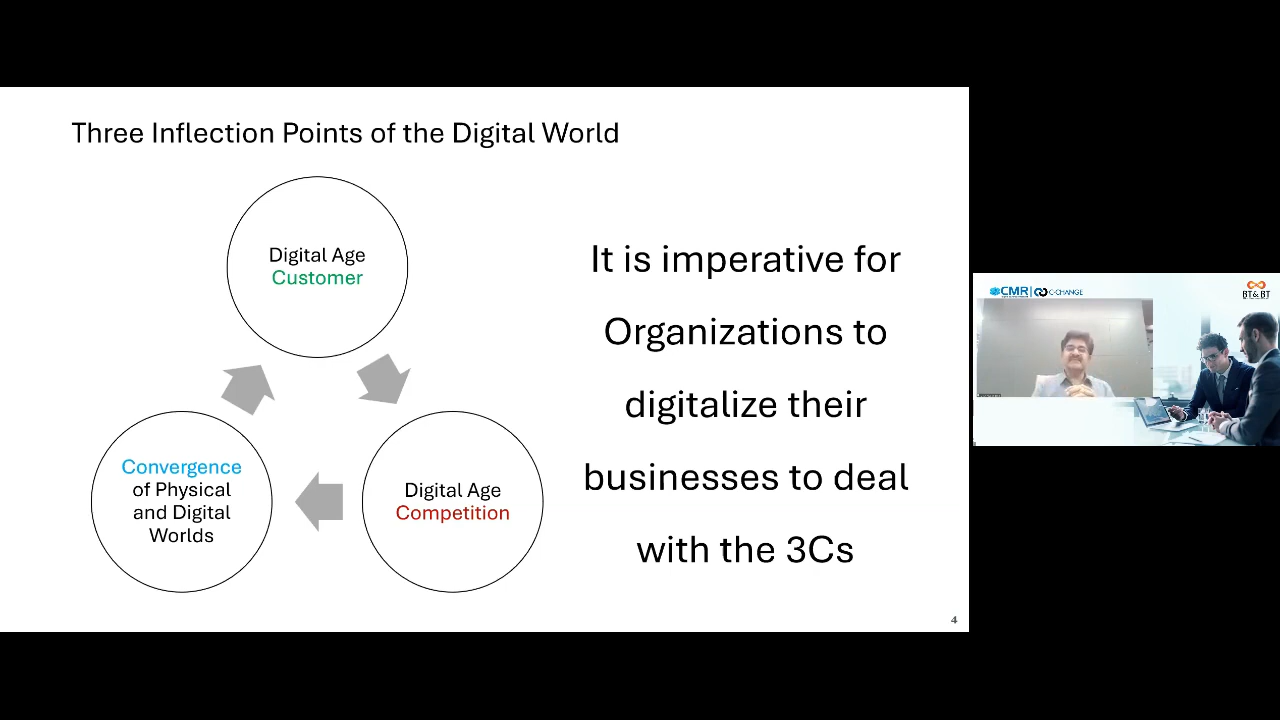 Three Inflection Points of the Digital World
Digital Age
Customer
Convergence
of Physical
and Digital
Worlds
Digital Age
Competition
It is imperative for
Organizations to
digitalize their
businesses to deal
with the 3Cs
4
CMR
C-CHANGE
BT&BT